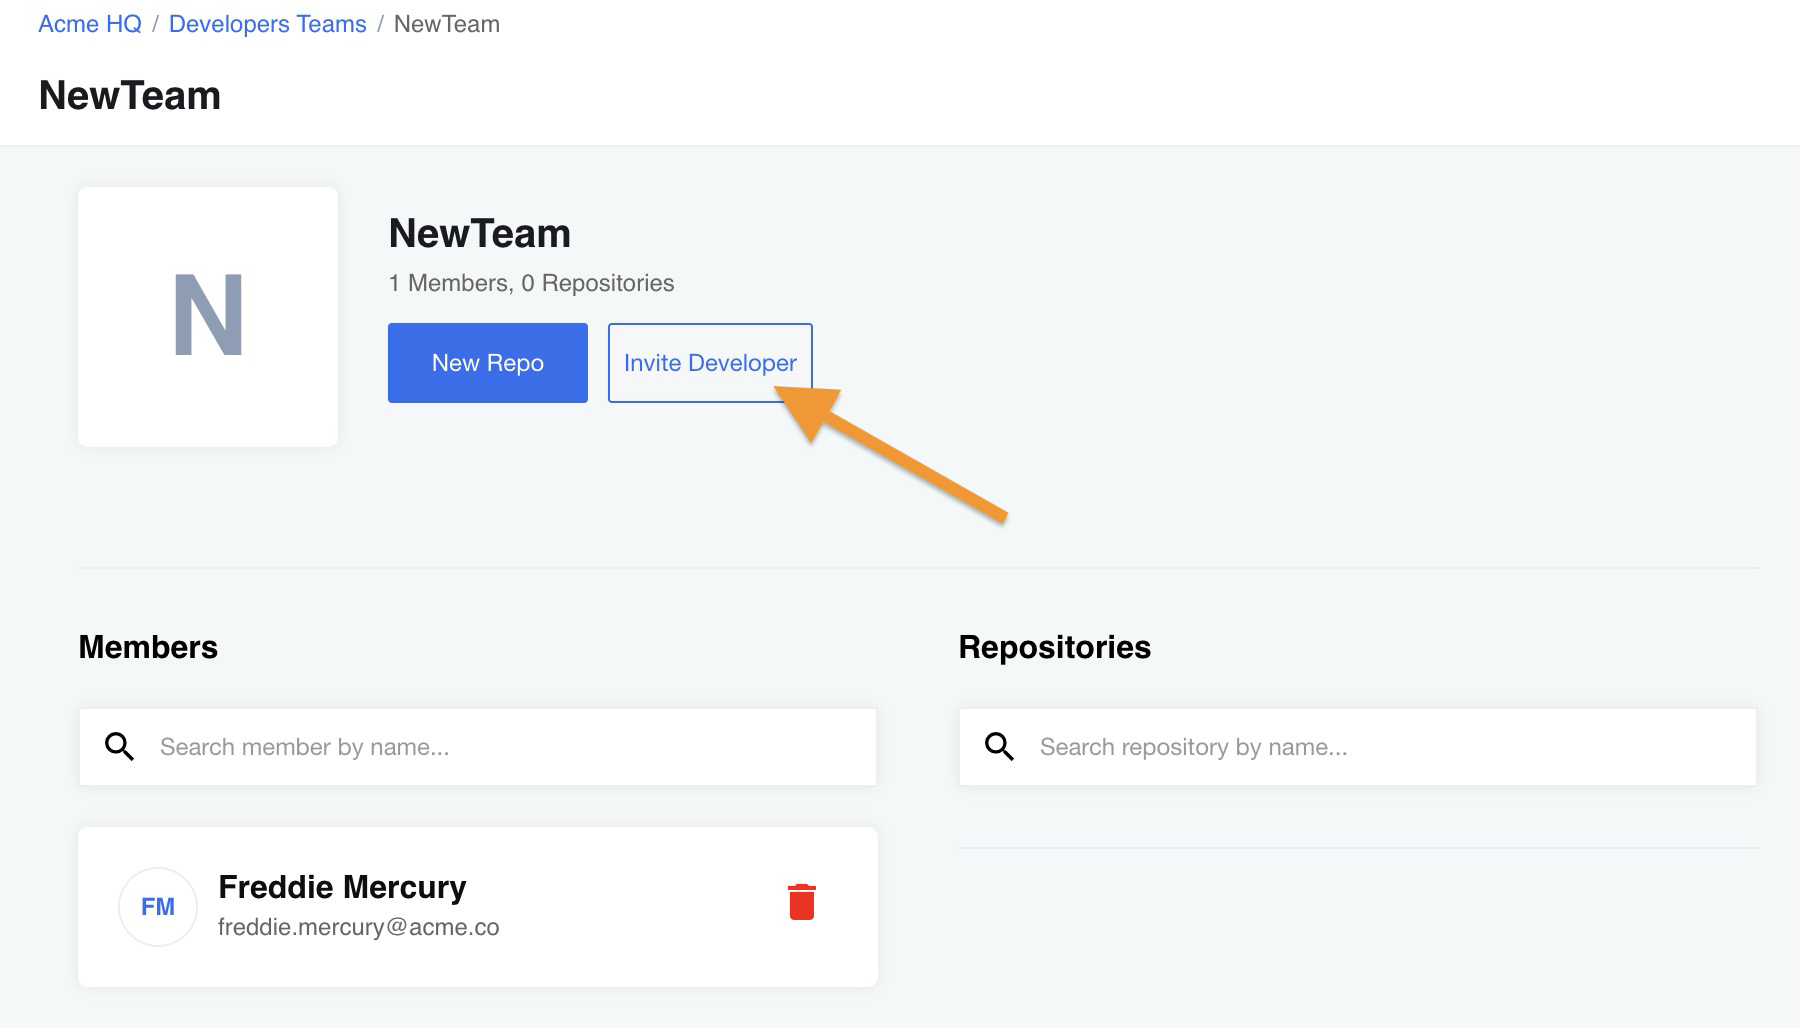 Acme HQ / Developers Teams / NewTeam
NewTeam
N
NewTeam
1 Members, 0 Repositories
New Repo
Invite Developer
Members
Search member by name...
FM
Freddie Mercury
freddie.mercury@acme.co
Repositories
Search repository by name...